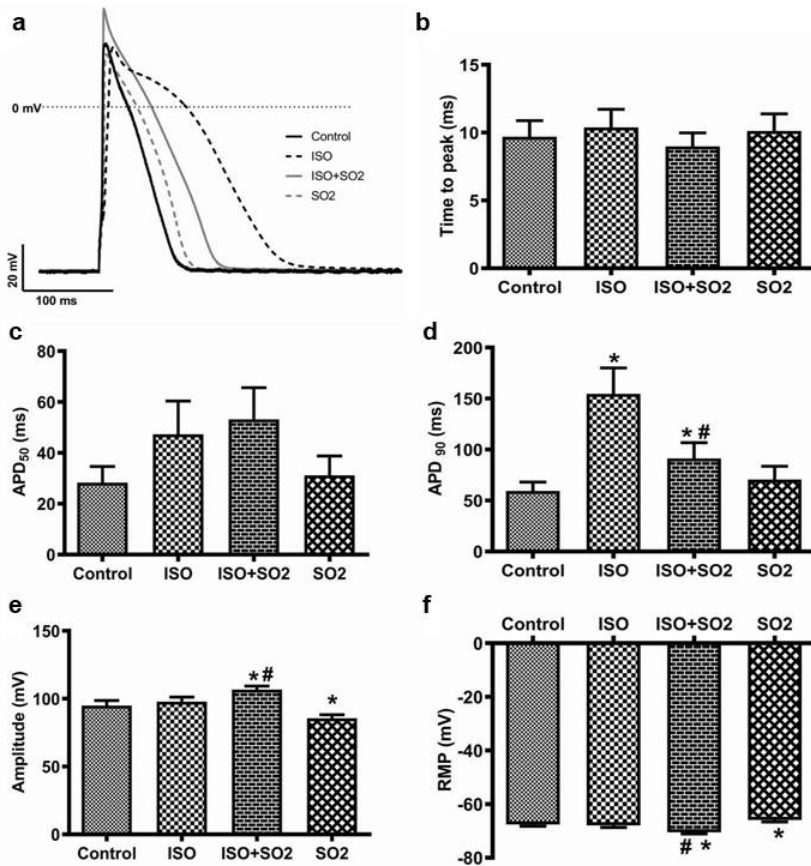 a
0 mV
Control
ISO
ISO+SO2
SO2
20 mV
100 ms
b
Time to peak (ms)
15
10
5
0
Control ISO ISO+SO2 SO2
c
APD50 (ms)
80
60
40
20
0
Control ISO ISO+SO2 SO2
d
APD 90 (ms)
200
150
100
50
0
* 
* #
Control ISO ISO+SO2 SO2
e
Amplitude (mV)
150
100
50
0
* #
*
Control ISO ISO+SO2 SO2
f
Control ISO ISO+SO2 SO2
RMP (mV)
0
-20
-40
-60
-80
# *
*